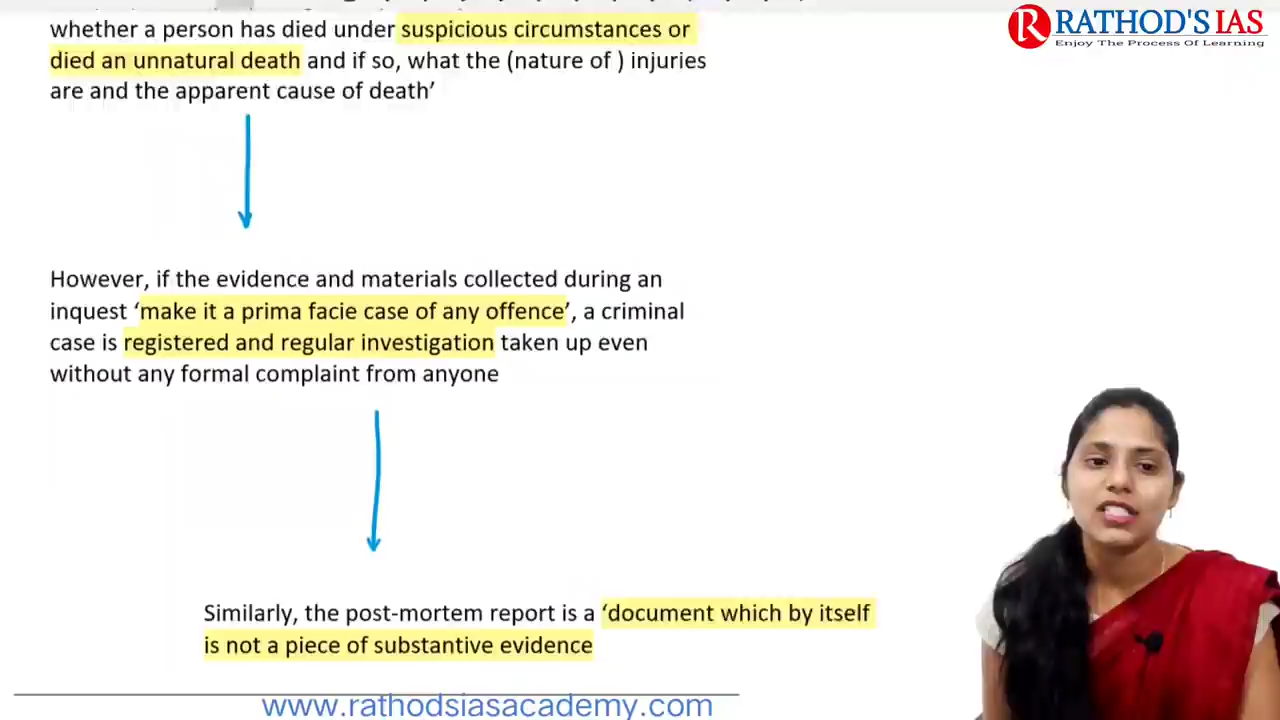 RATHOD'S IAS
Enjoy The Process Of Learning
whether a person has died under suspicious circumstances or
died an unnatural death and if so, what the (nature of ) injuries
are and the apparent cause of death’
However, if the evidence and materials collected during an
inquest ‘make it a prima facie case of any offence’, a criminal
case is registered and regular investigation taken up even
without any formal complaint from anyone
Similarly, the post-mortem report is a ‘document which by itself
is not a piece of substantive evidence
www.rathodsiasacademy.com